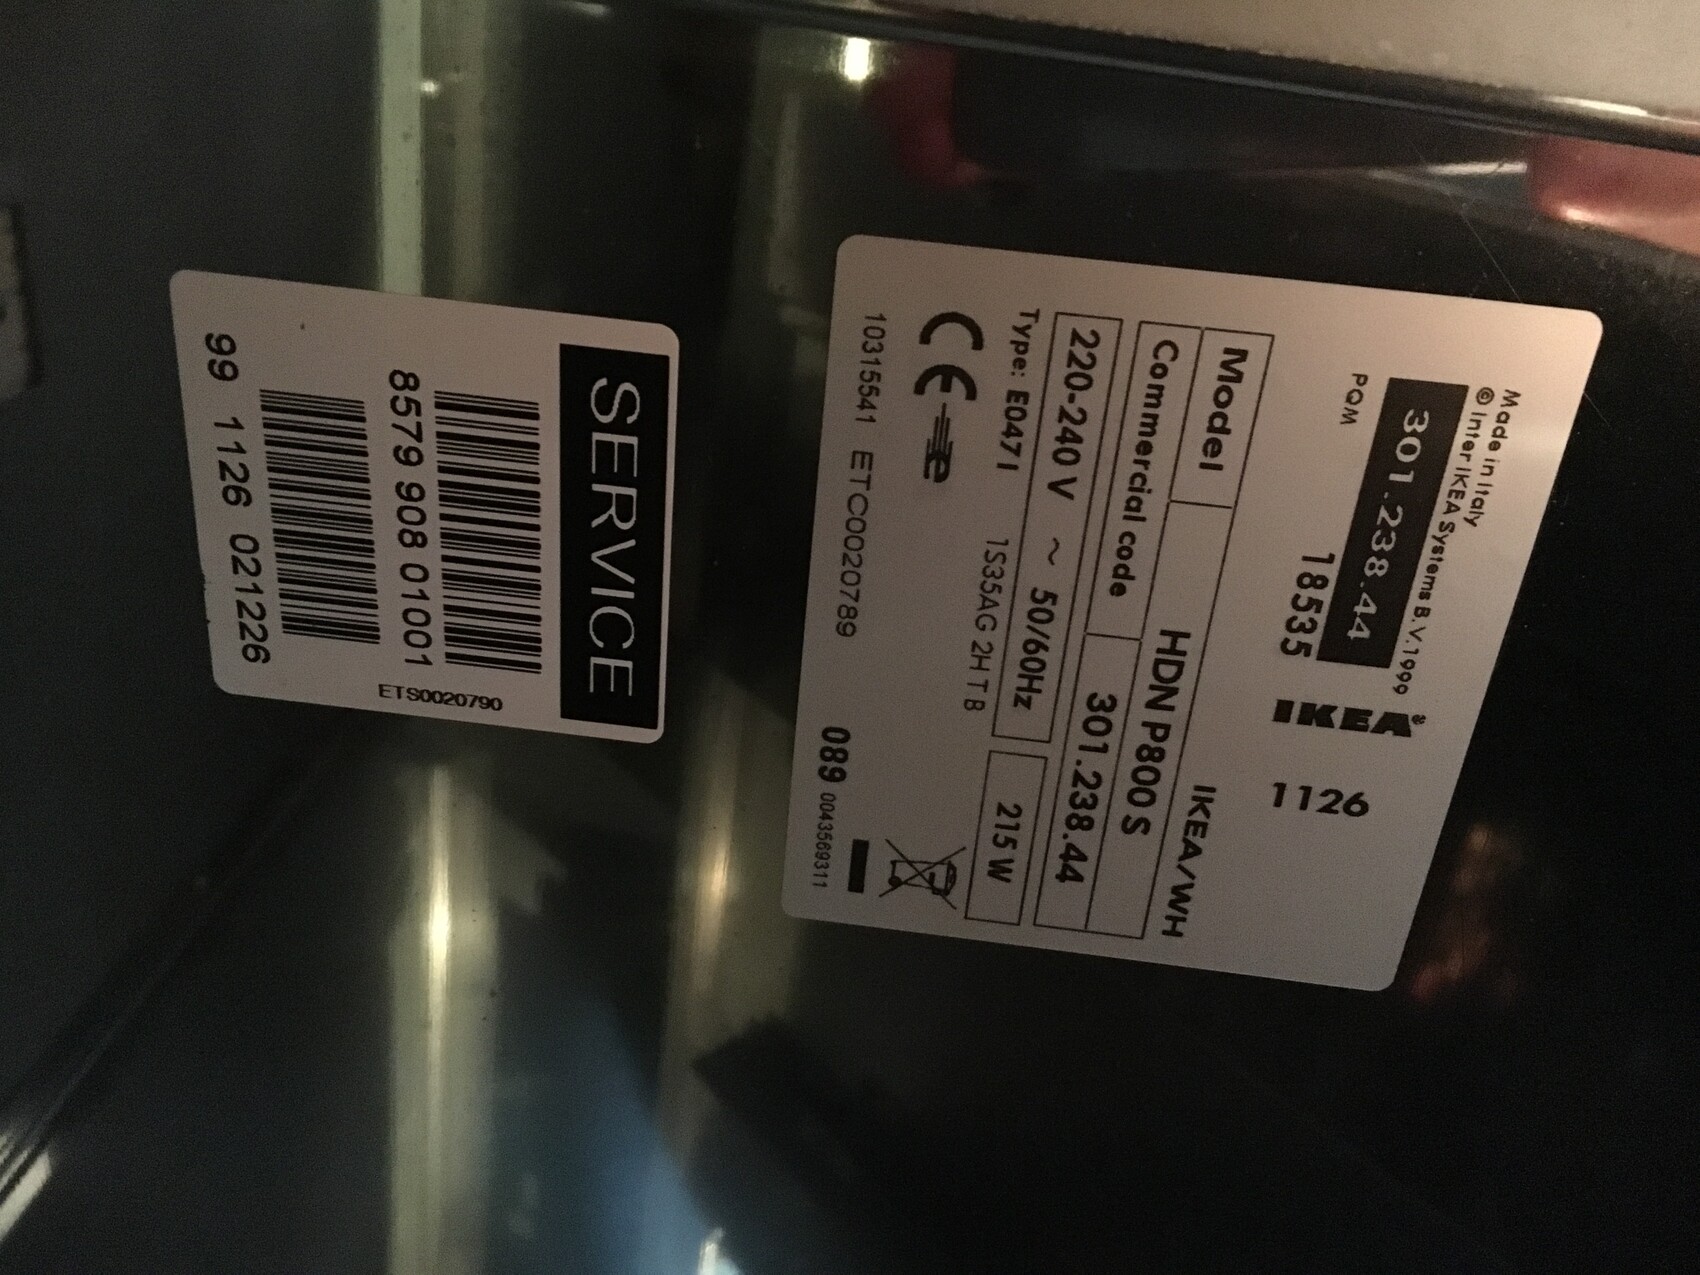 Made in Italy
© Inter IKEA Systems B.V. 1999
301.238.44
IKEA®
PQM
18535
1126
IKEA/WH
Model
HDN P800 S
Commercial code
301.238.44
220-240 V ~ 50/60Hz
215 W
Type: E0471
1S35AG 2H T B
CE
10315541 ETC0020789
089 0043569311
SERVICE
8579 908 01001
99 1126 021226
ETS0020790